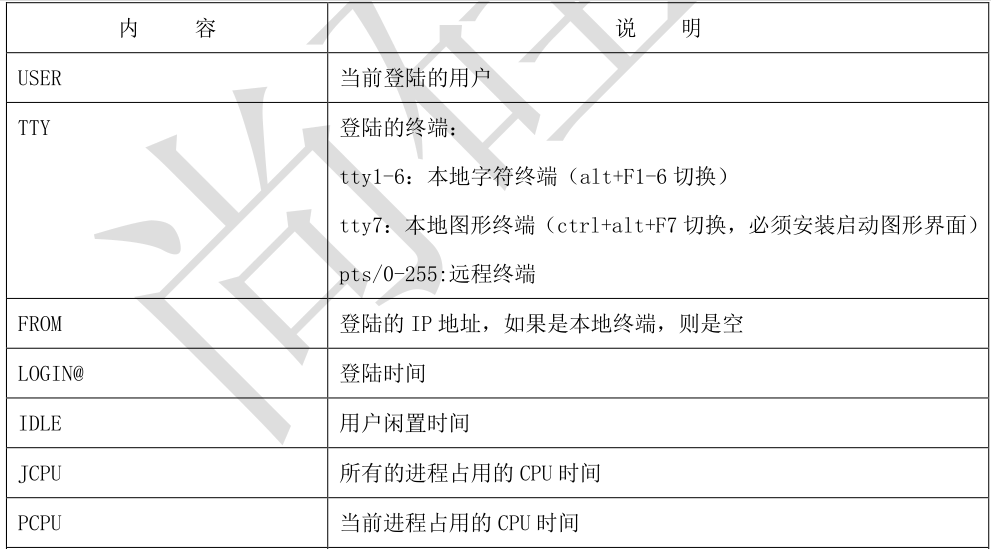 内 容 说 明
USER 当前登陆的用户
TTY 登陆的终端：
tty1-6：本地字符终端（alt+F1-6 切换）
tty7：本地图形终端（ctrl+alt+F7 切换，必须安装启动图形界面）
pts/0-255:远程终端
FROM 登陆的 IP 地址，如果是本地终端，则是空
LOGIN@ 登陆时间
IDLE 用户闲置时间
JCPU 所有的进程占用的 CPU 时间
PCPU 当前进程占用的 CPU 时间
尚